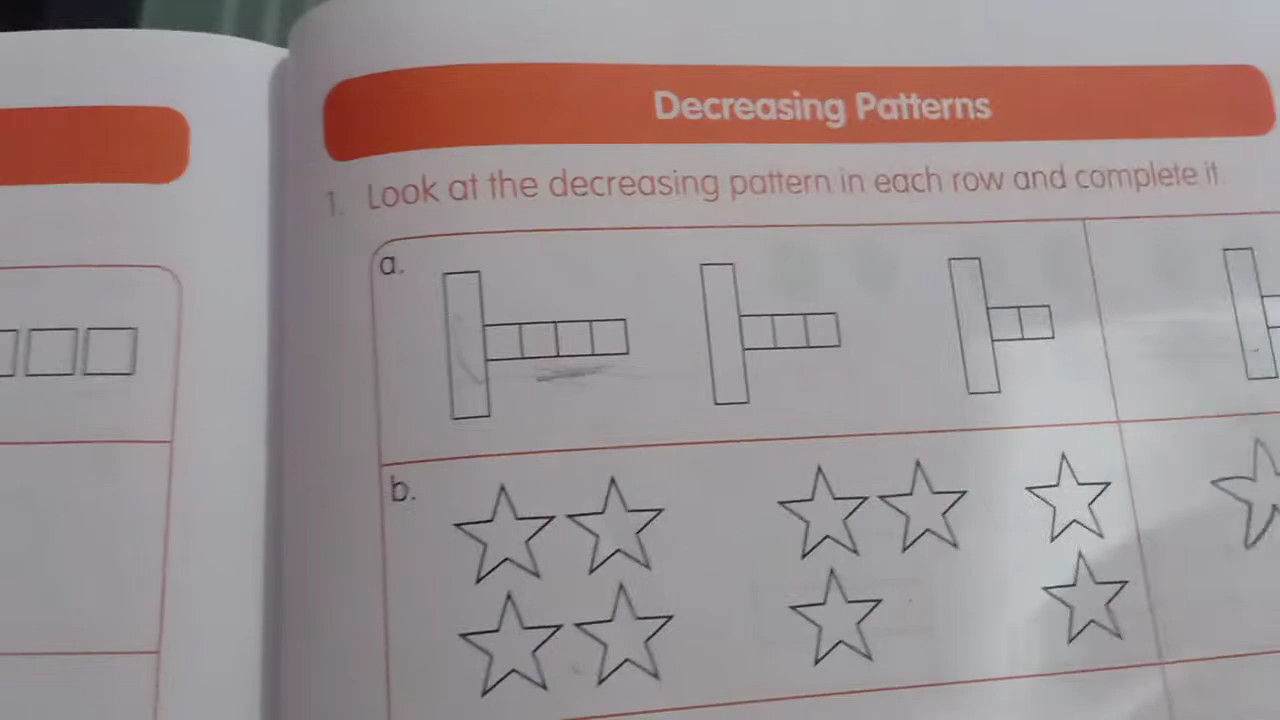 Decreasing Patterns
1. Look at the decreasing pattern in each row and complete it.
a.
b.